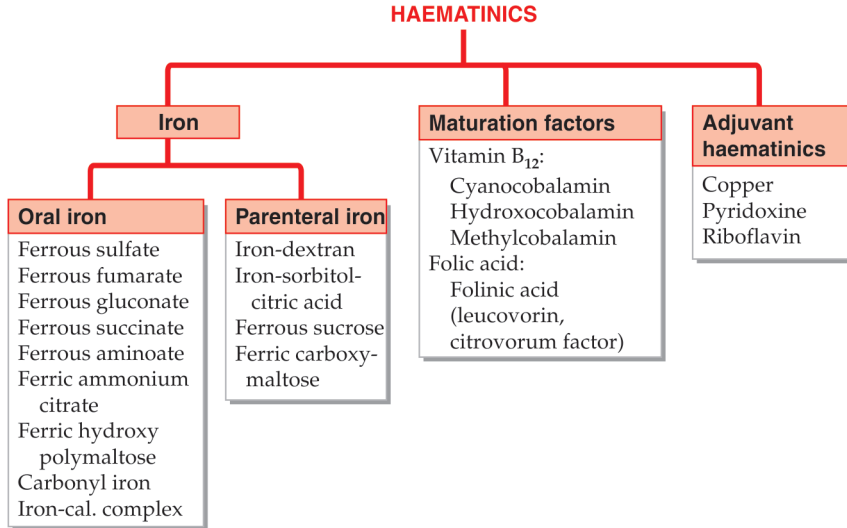 HAEMATINICS
Iron
Oral iron
Ferrous sulfate
Ferrous fumarate
Ferrous gluconate
Ferrous succinate
Ferrous aminoate
Ferric ammonium
citrate
Ferric hydroxy
polymaltose
Carbonyl iron
Iron-cal. complex
Parenteral iron
Iron-dextran
Iron-sorbitol-
citric acid
Ferrous sucrose
Ferric carboxy-
maltose
Maturation factors
Vitamin B₁₂:
Cyanocobalamin
Hydroxocobalamin
Methylcobalamin
Folic acid:
Folinic acid
(leucovorin,
citrovorum factor)
Adjuvant
haematinics
Copper
Pyridoxine
Riboflavin